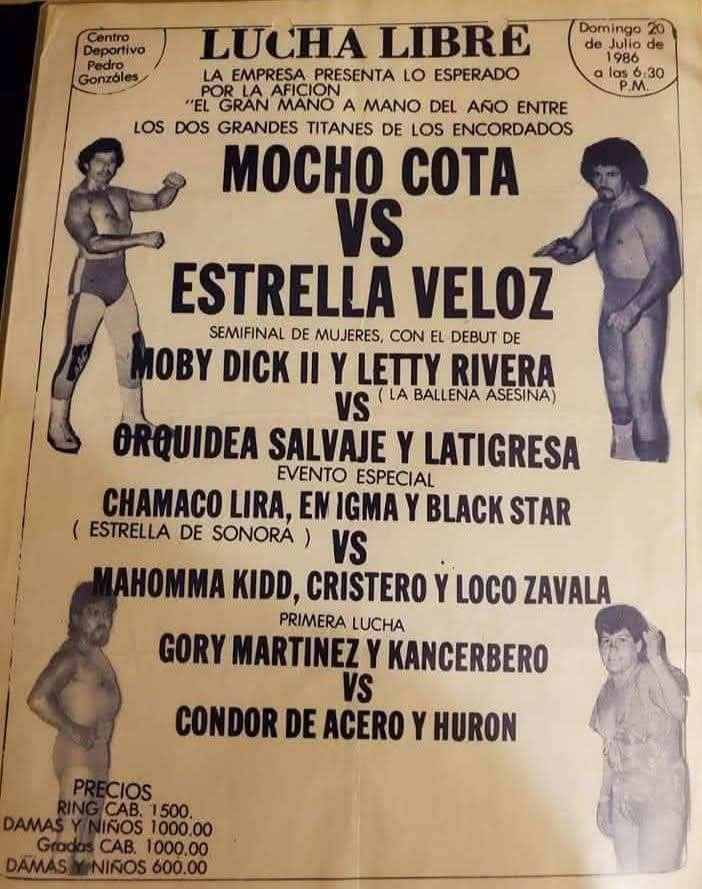 Centro
Deportivo
Pedro
Gonzáles
LUCHA LIBRE
Domingo 20
de Julio de
1986
a las 6:30
P.M.
LA EMPRESA PRESENTA LO ESPERADO
POR LA AFICION
"EL GRAN MANO A MANO DEL AÑO ENTRE
LOS DOS GRANDES TITANES DE LOS ENCORDADOS
MOCHO COTA
VS
ESTRELLA VELOZ
SEMIFINAL DE MUJERES, CON EL DEBUT DE
MOBY DICK II Y LETTY RIVERA
( LA BALLENA ASESINA)
VS
ORQUIDEA SALVAJE Y LATIGRESA
EVENTO ESPECIAL
CHAMACO LIRA, EN IGMA Y BLACK STAR
( ESTRELLA DE SONORA )
VS
MAHOMMA KIDD, CRISTERO Y LOCO ZAVALA
PRIMERA LUCHA
GORY MARTINEZ Y KANCERBERO
VS
CONDOR DE ACERO Y HURON
PRECIOS
RING CAB. 1500.
DAMAS Y NIÑOS 1000.00
Gradas CAB. 1000.00
DAMAS Y NIÑOS 600.00